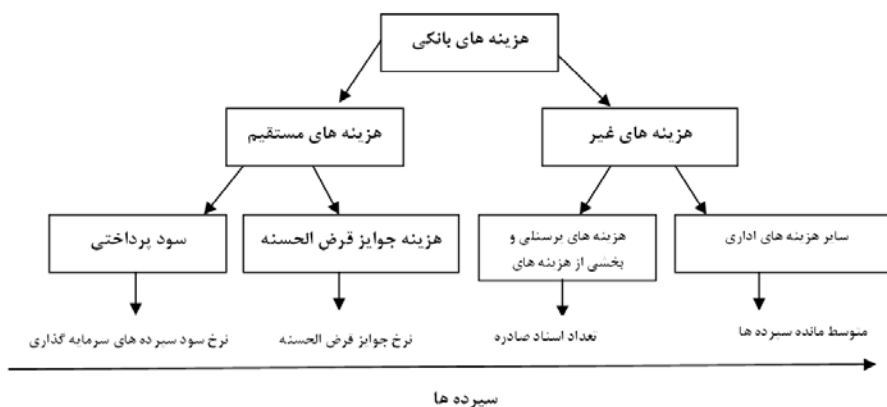 هزینه های بانکی
هزینه های غیر
هزینه های مستقیم
سایر هزینه های اداری
هزینه های پرسنلی و
بخشی از هزینه های
هزینه جوایز قرض الحسنه
سود پرداختی
متوسط مانده سپرده ها
تعداد اسناد صادره
نرخ جوایز قرض الحسنه
نرخ سود سپرده های سرمایه گذاری
سپرده ها